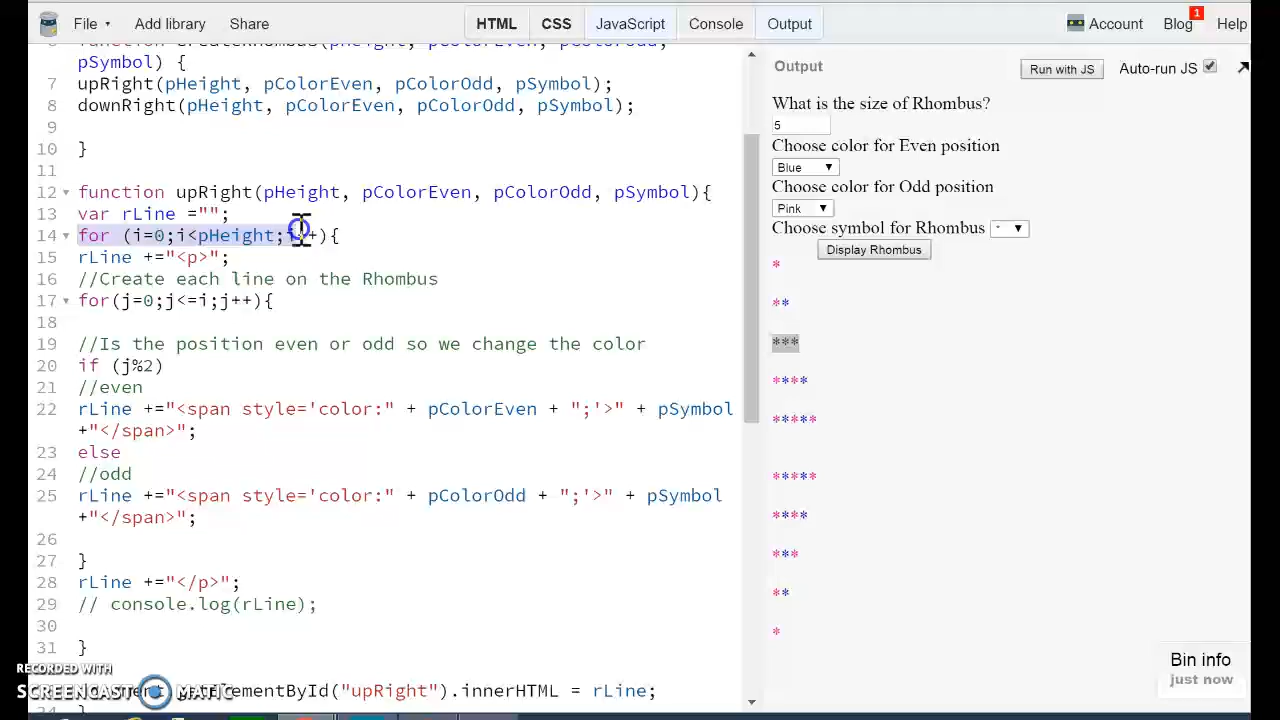 File ▾ Add library Share HTML CSS JavaScript Console Output Account Blog 1 Help
function createRhombus(pHeight, pColorEven, pColorOdd,
pSymbol) {
7 upRight(pHeight, pColorEven, pColorOdd, pSymbol);
8 downRight(pHeight, pColorEven, pColorOdd, pSymbol);
9
10 }
11
12 function upRight(pHeight, pColorEven, pColorOdd, pSymbol){
13 var rLine ="";
14 for (i=0;i<pHeight;i++){
15 rLine +="<p>";
16 //Create each line on the Rhombus
17 for(j=0;j<=i;j++){
18
19 //Is the position even or odd so we change the color
20 if (j%2)
21 //even
22 rLine +="<span style='color:" + pColorEven + ";'>" + pSymbol
+"</span>";
23 else
24 //odd
25 rLine +="<span style='color:" + pColorOdd + ";'>" + pSymbol
+"</span>";
26
27 }
28 rLine +="</p>";
29 // console.log(rLine);
30
31 }
getElementById("upRight").innerHTML = rLine;
Output Run with JS Auto-run JS
What is the size of Rhombus?
5
Choose color for Even position
Blue ▼
Choose color for Odd position
Pink ▼
Choose symbol for Rhombus * ▼
Display Rhombus
*
**
***
****
*****
*****
****
***
**
*
Bin info
just now
RECORDED WITH
SCREENCAST MATIC